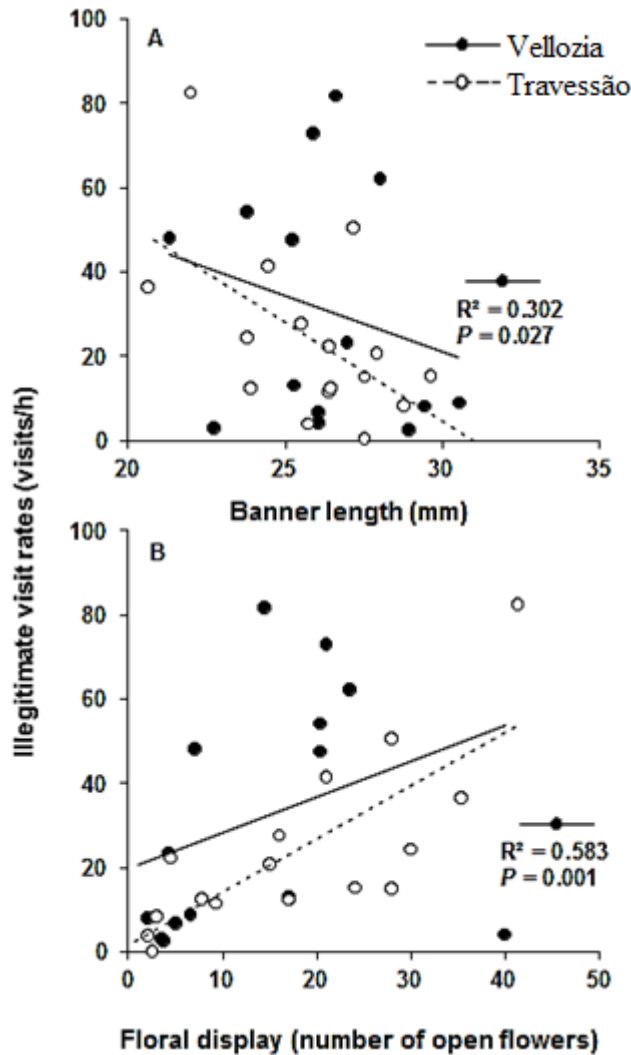 Illegitimate visit rates (visits/h)
A
Vellozia
Travessão
100
80
60
40
20
0
R² = 0.302
P = 0.027
20 25 30 35
Banner length (mm)
B
100
80
60
40
20
0
R² = 0.583
P = 0.001
0 10 20 30 40 50
Floral display (number of open flowers)